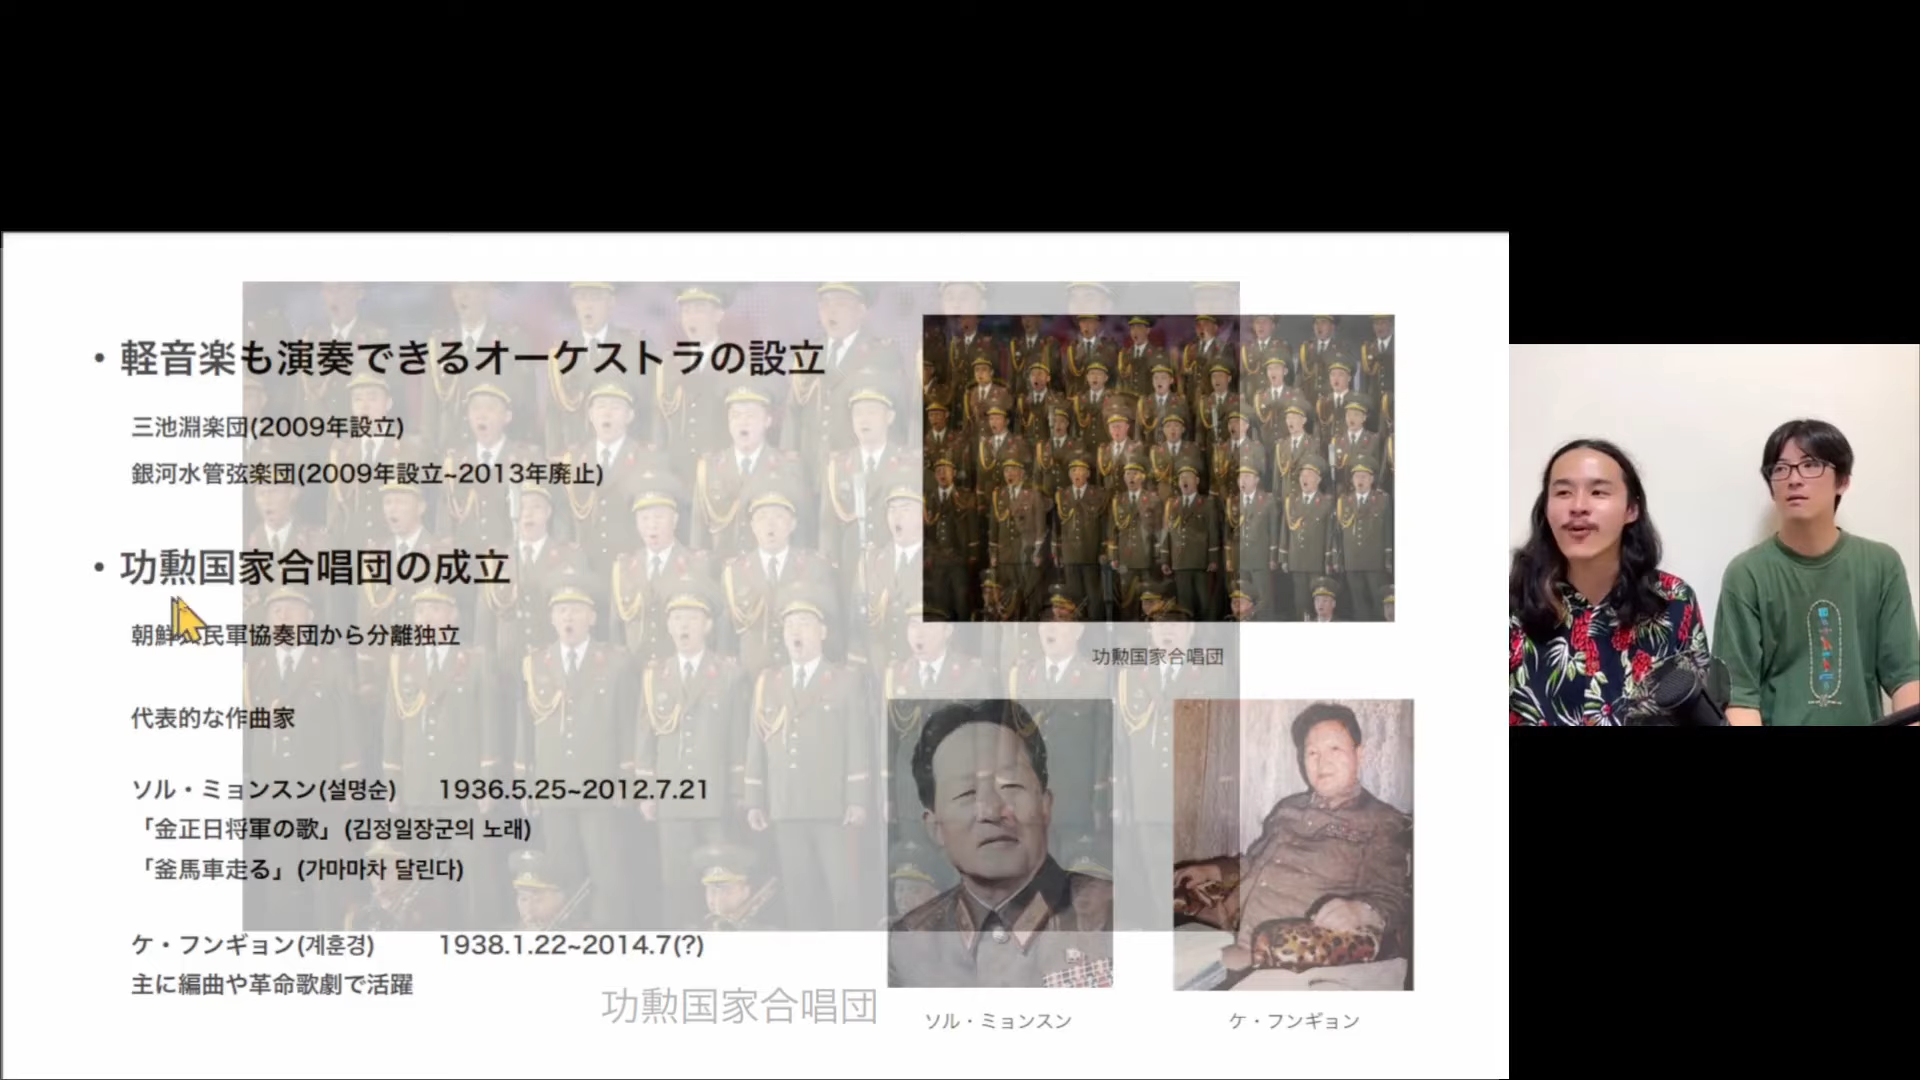 ・軽音楽も演奏できるオーケストラの設立
三池淵楽団(2009年設立)
銀河水管弦楽団(2009年設立~2013年廃止)
・功勲国家合唱団の成立
朝鮮人民軍協奏団から分離独立
代表的な作曲家
ソル・ミョンスン(설명순) 1936.5.25~2012.7.21
「金正日将軍の歌」(김정일장군의 노래)
「釜馬車走る」(가마마차 달린다)
ケ・フンギョン(계훈경) 1938.1.22~2014.7(?)
主に編曲や革命歌劇で活躍
功勲国家合唱団
ソル・ミョンスン
ケ・フンギョン
功勲国家合唱団